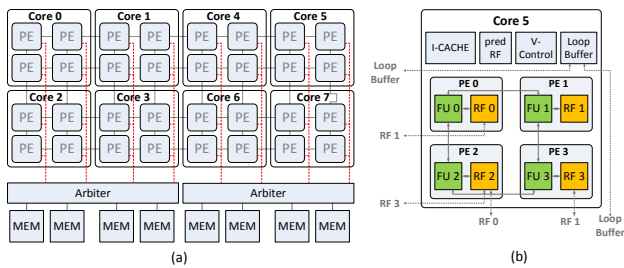 Core 0 Core 1 Core 4 Core 5
PE PE PE PE PE PE PE PE
PE PE PE PE PE PE PE PE
Core 2 Core 3 Core 6 Core 7
PE PE PE PE PE PE PE PE
PE PE PE PE PE PE PE PE
Arbiter Arbiter
MEM MEM MEM MEM MEM MEM MEM MEM
(a)
Core 5
I-CACHE
pred
RF
V-
Control
Loop
Buffer
Loop
Buffer
PE 0 PE 1
FU 0 RF 0 FU 1 RF 1
RF 1
PE 2 PE 3
FU 2 RF 2 FU 3 RF 3
RF 3
RF 0 RF 1
Loop
Buffer
(b)